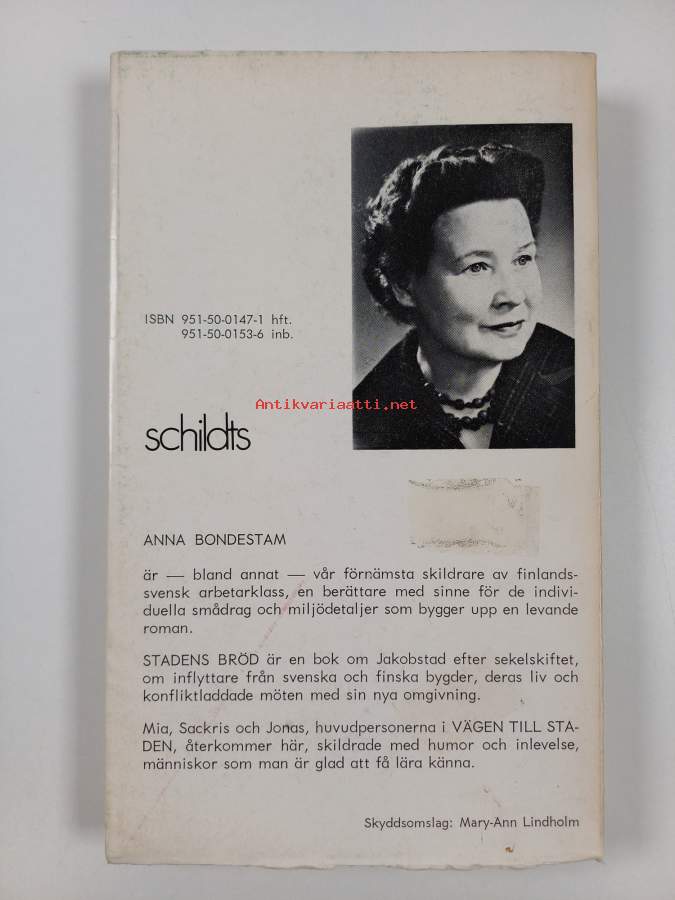 ISBN 951-50-0147-1 hft.
951-50-0153-6 inb.
Antikvariaatti.net
schildts
ANNA BONDESTAM
är — bland annat — vår förnämsta skildrare av finlands-
svensk arbetarklass, en berättare med sinne för de indivi-
duella smådrag och miljödetaljer som bygger upp en levande
roman.
STADENS BRÖD är en bok om Jakobstad efter sekelskiftet,
om inflyttare från svenska och finska bygder, deras liv och
konfliktladdade möten med sin nya omgivning.
Mia, Sackris och Jonas, huvudpersonerna i VÄGEN TILL STA-
DEN, återkommer här, skildrade med humor och inlevelse,
människor som man är glad att få lära känna.
Skyddsomslag: Mary-Ann Lindholm